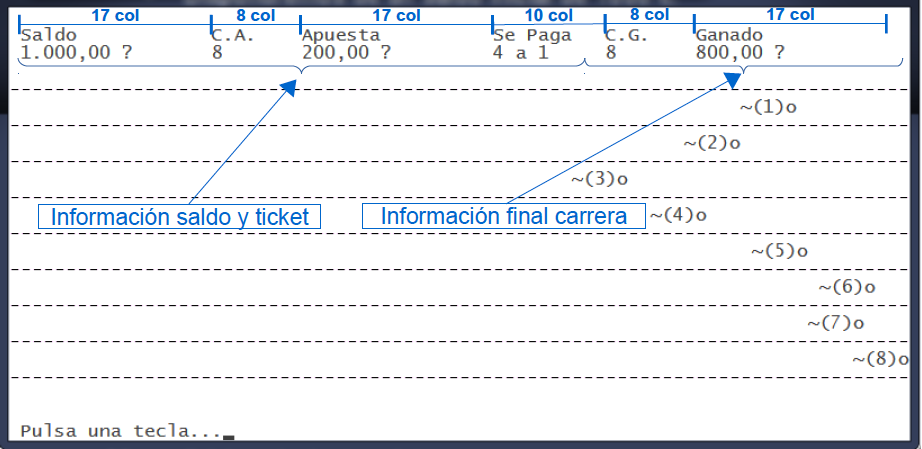 17 col 8 col 17 col 10 col 8 col 17 col
Saldo C.A. Apuesta Se Paga C.G. Ganado
1.000,00 ? 8 200,00 ? 4 a 1 8 800,00 ?
~(1)o
~(2)o
~(3)o
Información saldo y ticket Información final carrera ~(4)o
~(5)o
~(6)o
~(7)o
~(8)o
Pulsa una tecla...